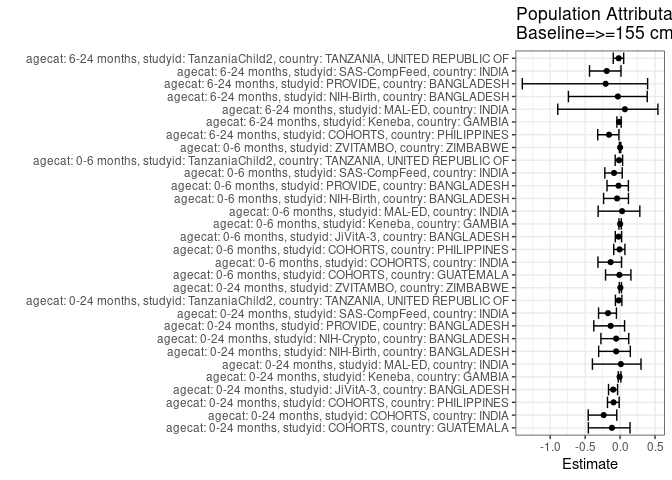 Population Attributa
Baseline=>=155 cm
agecat: 6-24 months, studyid: TanzaniaChild2, country: TANZANIA, UNITED REPUBLIC OF
agecat: 6-24 months, studyid: SAS-CompFeed, country: INDIA
agecat: 6-24 months, studyid: PROVIDE, country: BANGLADESH
agecat: 6-24 months, studyid: NIH-Birth, country: BANGLADESH
agecat: 6-24 months, studyid: MAL-ED, country: INDIA
agecat: 6-24 months, studyid: Keneba, country: GAMBIA
agecat: 6-24 months, studyid: COHORTS, country: PHILIPPINES
agecat: 0-6 months, studyid: ZVITAMBO, country: ZIMBABWE
agecat: 0-6 months, studyid: TanzaniaChild2, country: TANZANIA, UNITED REPUBLIC OF
agecat: 0-6 months, studyid: SAS-CompFeed, country: INDIA
agecat: 0-6 months, studyid: PROVIDE, country: BANGLADESH
agecat: 0-6 months, studyid: NIH-Birth, country: BANGLADESH
agecat: 0-6 months, studyid: MAL-ED, country: INDIA
agecat: 0-6 months, studyid: Keneba, country: GAMBIA
agecat: 0-6 months, studyid: JiVitA-3, country: BANGLADESH
agecat: 0-6 months, studyid: COHORTS, country: PHILIPPINES
agecat: 0-6 months, studyid: COHORTS, country: INDIA
agecat: 0-6 months, studyid: COHORTS, country: GUATEMALA
agecat: 0-24 months, studyid: ZVITAMBO, country: ZIMBABWE
agecat: 0-24 months, studyid: TanzaniaChild2, country: TANZANIA, UNITED REPUBLIC OF
agecat: 0-24 months, studyid: SAS-CompFeed, country: INDIA
agecat: 0-24 months, studyid: PROVIDE, country: BANGLADESH
agecat: 0-24 months, studyid: NIH-Crypto, country: BANGLADESH
agecat: 0-24 months, studyid: NIH-Birth, country: BANGLADESH
agecat: 0-24 months, studyid: MAL-ED, country: INDIA
agecat: 0-24 months, studyid: Keneba, country: GAMBIA
agecat: 0-24 months, studyid: JiVitA-3, country: BANGLADESH
agecat: 0-24 months, studyid: COHORTS, country: PHILIPPINES
agecat: 0-24 months, studyid: COHORTS, country: INDIA
agecat: 0-24 months, studyid: COHORTS, country: GUATEMALA
-1.0 -0.5 0.0 0.5
Estimate